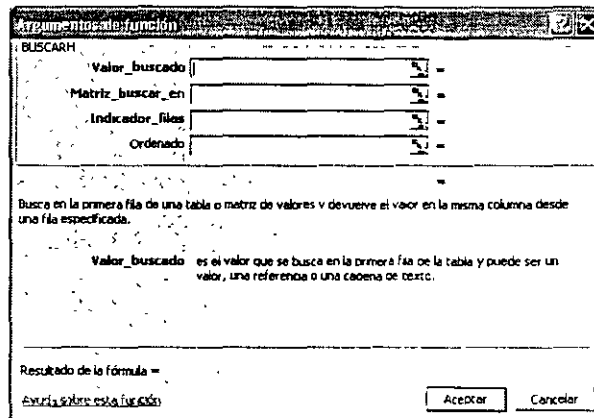 Argumentos de función
BUSCARH
Valor_buscado =
Matriz_buscar_en =
Indicador_filas =
Ordenado =
=
Busca en la primera fila de una tabla o matriz de valores y devuelve el valor en la misma columna desde
una fila especificada.
Valor_buscado es el valor que se busca en la primera fila de la tabla y puede ser un
valor, una referencia o una cadena de texto.
Resultado de la fórmula =
Ayuda sobre esta función
Aceptar Cancelar